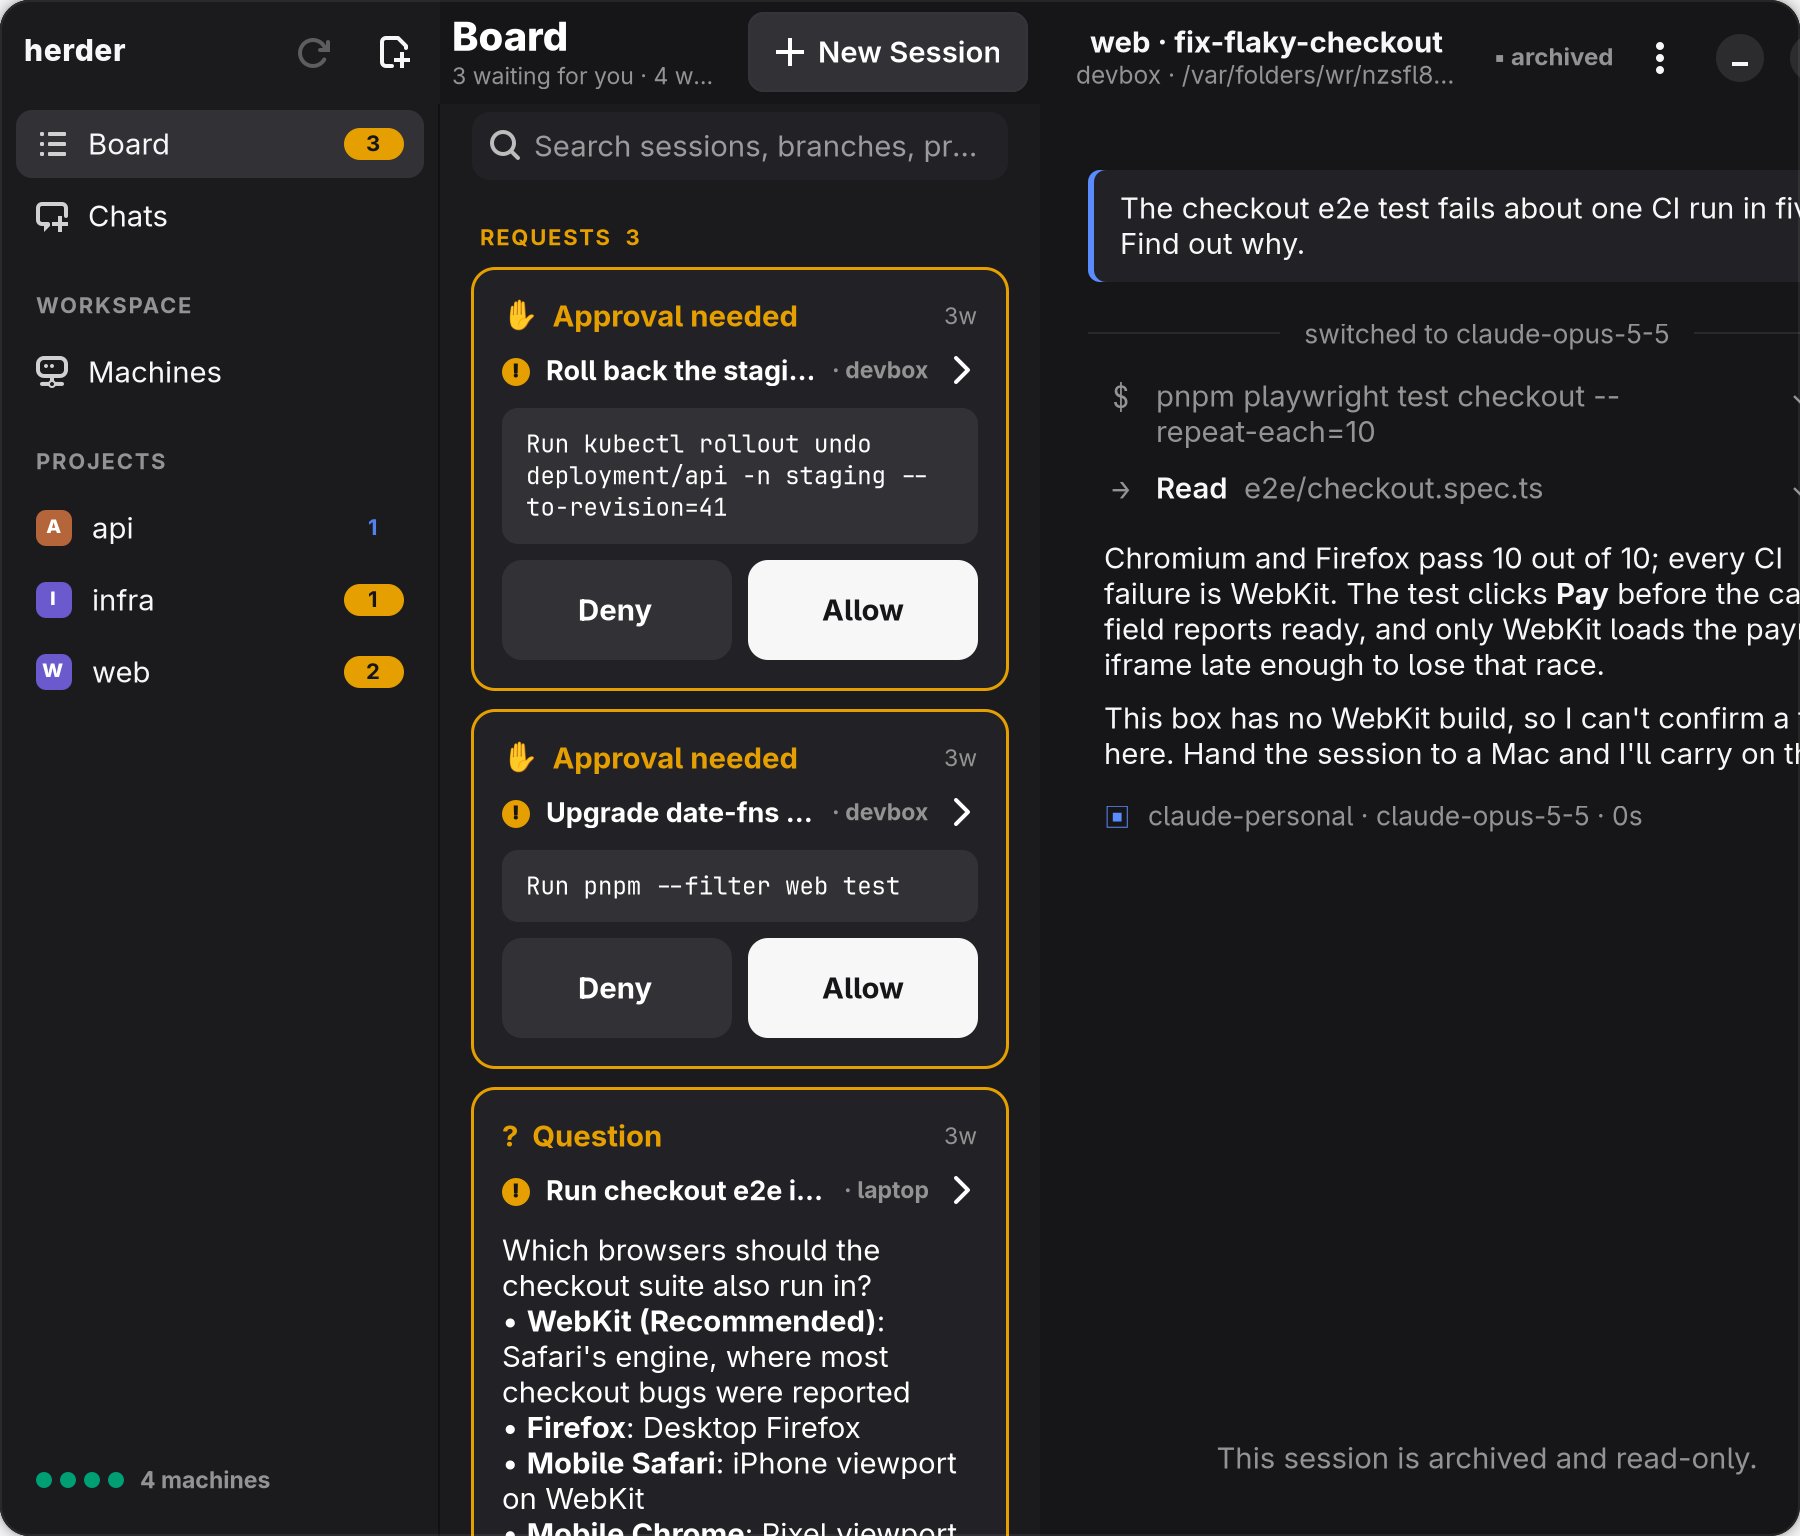 herder
Board 3
Chats
WORKSPACE
Machines
PROJECTS
A api 1
I infra 1
W web 2
4 machines
Board
3 waiting for you · 4 w...
New Session
Search sessions, branches, pr...
REQUESTS 3
Approval needed 3w
Roll back the stagi... · devbox
Run kubectl rollout undo
deployment/api -n staging --
to-revision=41
Deny Allow
Approval needed 3w
Upgrade date-fns ... · devbox
Run pnpm --filter web test
Deny Allow
? Question 3w
Run checkout e2e i... · laptop
Which browsers should the
checkout suite also run in?
• WebKit (Recommended):
Safari's engine, where most
checkout bugs were reported
• Firefox: Desktop Firefox
• Mobile Safari: iPhone viewport
on WebKit
• Mobile Chrome: Pixel viewport
web · fix-flaky-checkout
devbox · /var/folders/wr/nzsfl8...
archived
The checkout e2e test fails about one CI run in
Find out why.
switched to claude-opus-5-5
$ pnpm playwright test checkout --
repeat-each=10
→ Read e2e/checkout.spec.ts
Chromium and Firefox pass 10 out of 10; every CI
failure is WebKit. The test clicks Pay before the
field reports ready, and only WebKit loads the
iframe late enough to lose that race.
This box has no WebKit build, so I can't confirm a
here. Hand the session to a Mac and I'll carry on
claude-personal · claude-opus-5-5 · 0s
This session is archived and read-only.